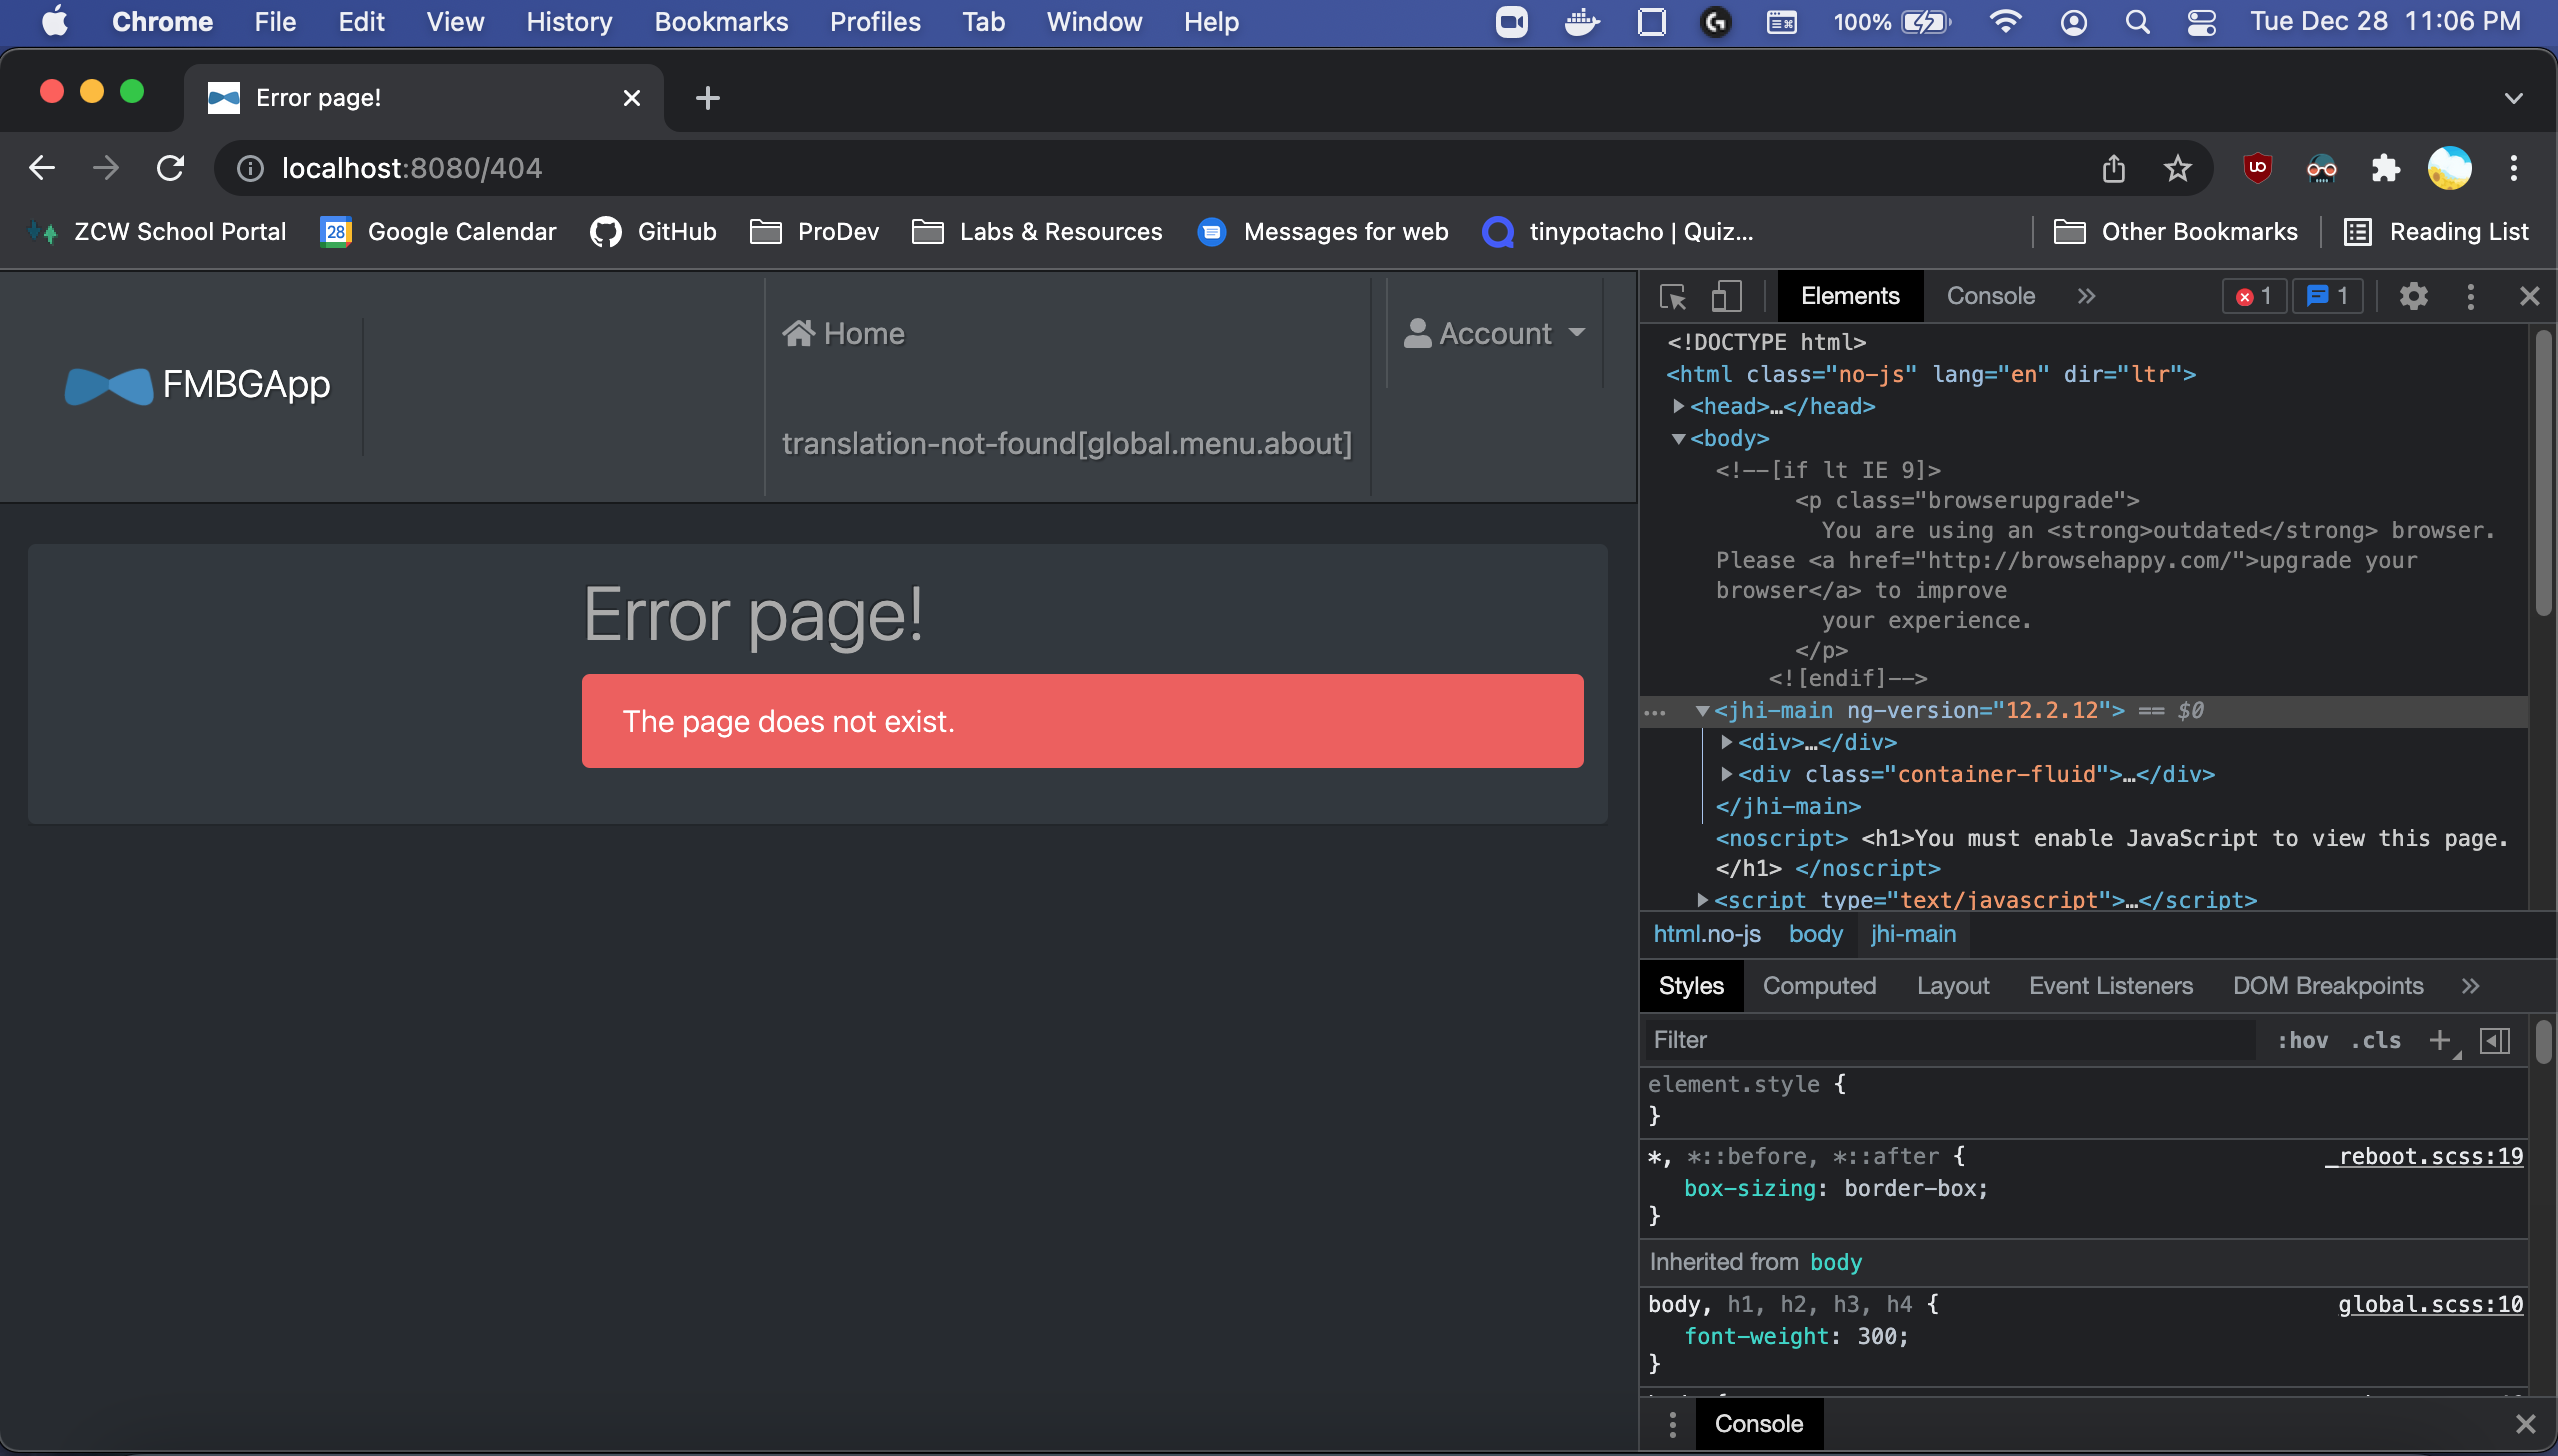 Chrome File Edit View History Bookmarks Profiles Tab Window Help 100% Tue Dec 28 11:06 PM
Error page!
localhost:8080/404
ZCW School Portal 28 Google Calendar GitHub ProDev Labs & Resources Messages for web tinypotacho | Quiz... Other Bookmarks Reading List
FMBGApp
Home
Account
translation-not-found[global.menu.about]
Error page!
The page does not exist.
Elements Console » 1 1
<!DOCTYPE html>
<html class="no-js" lang="en" dir="ltr">
<head>…</head>
<body>
<!--[if lt IE 9]>
<p class="browserupgrade">
You are using an <strong>outdated</strong> browser.
Please <a href="http://browsehappy.com/">upgrade your
browser</a> to improve
your experience.
</p>
<![endif]-->
… <jhi-main ng-version="12.2.12"> == $0
<div>…</div>
<div class="container-fluid">…</div>
</jhi-main>
<noscript> <h1>You must enable JavaScript to view this page.
</h1> </noscript>
<script type="text/javascript">…</script>
html.no-js body jhi-main
Styles Computed Layout Event Listeners DOM Breakpoints »
Filter :hov .cls +
element.style {
}
*, *::before, *::after { _reboot.scss:19
box-sizing: border-box;
}
Inherited from body
body, h1, h2, h3, h4 { global.scss:10
font-weight: 300;
}
Console